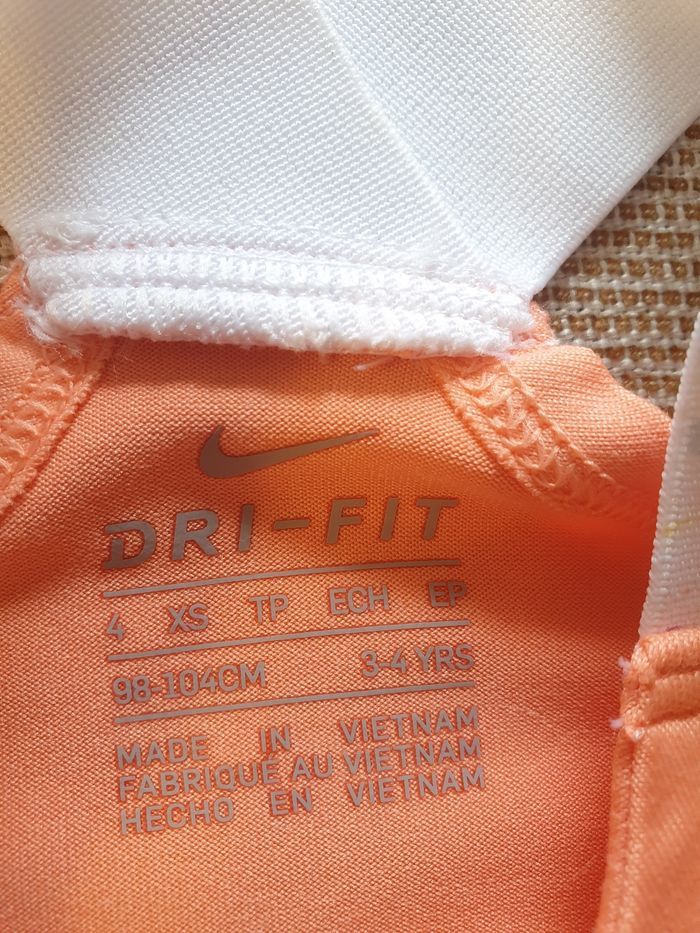 DRI-FIT
4 XS TP ECH EP
98-104CM 3-4 YRS
MADE IN VIETNAM
FABRIQUE AU VIETNAM
HECHO EN VIETNAM